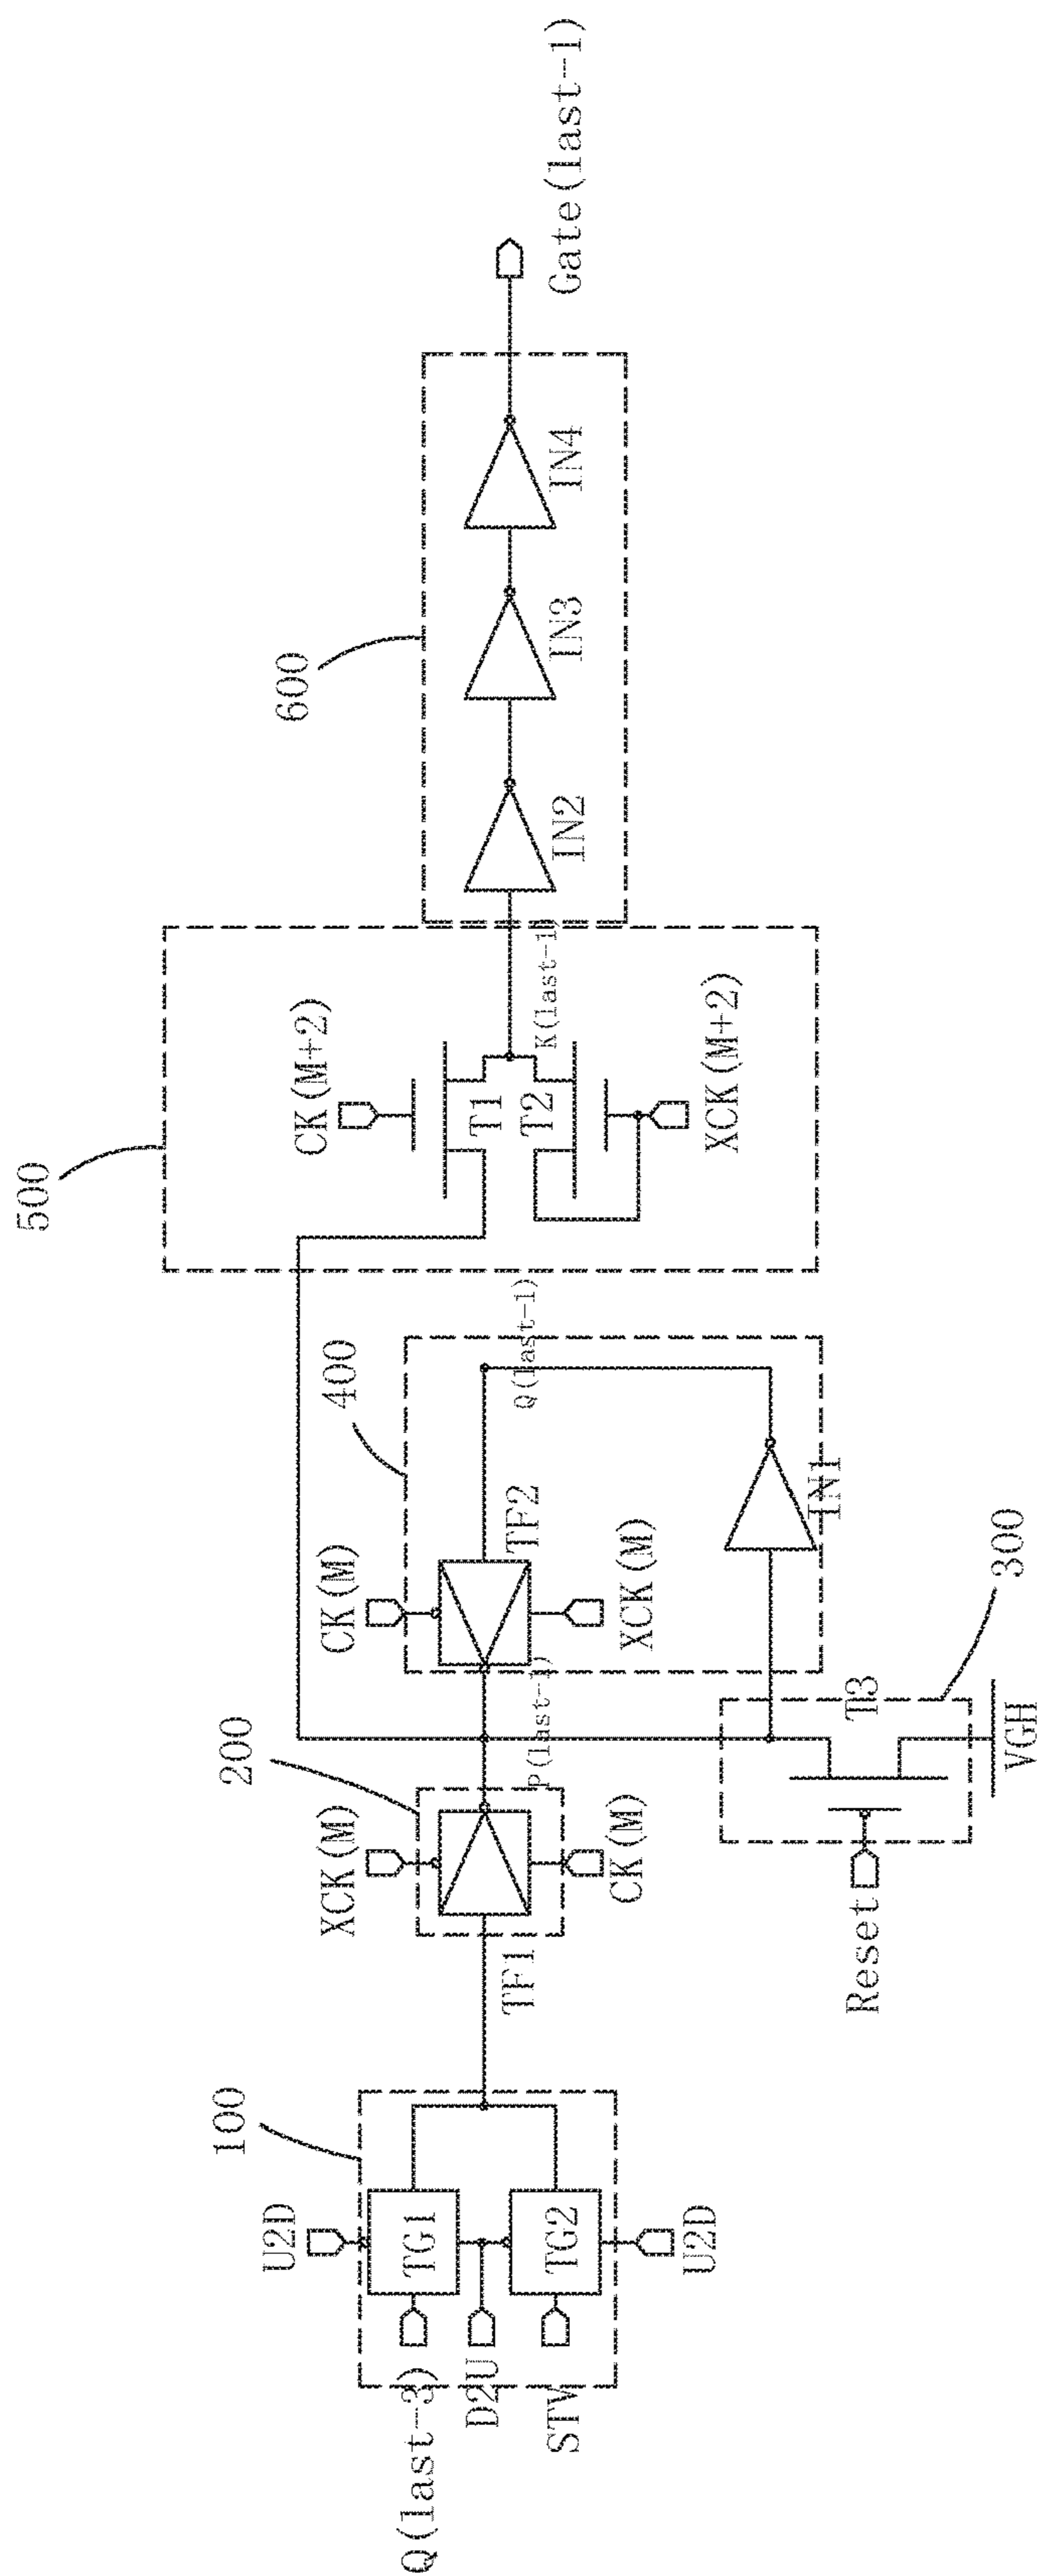 Q(last-3)
D2U
STV
U2D
TG1
TG2
U2D
100
TF1
XCK(M)
CK(M)
200
P(last-1)
Reset
T3
VGH
300
CK(M)
TF2
XCK(M)
400
Q(last-1)
IN1
500
CK(M+2)
T1
T2
XCK(M+2)
K(last-1)
600
IN2
IN3
IN4
Gate(last-1)